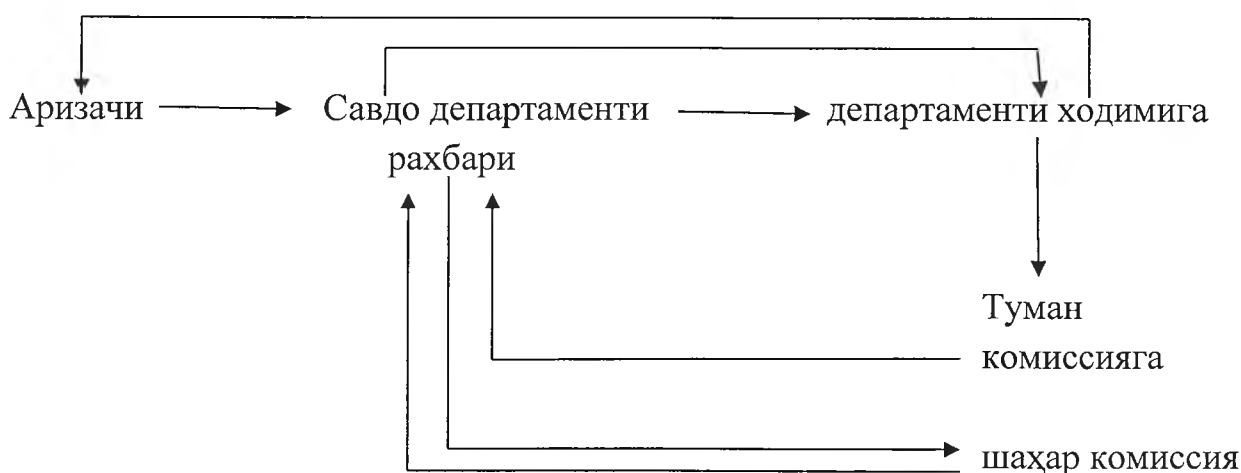 Аризачи
Савдо департаменти
рахбари
департаменти ходимига
Туман
комиссияга
шаҳар комиссия